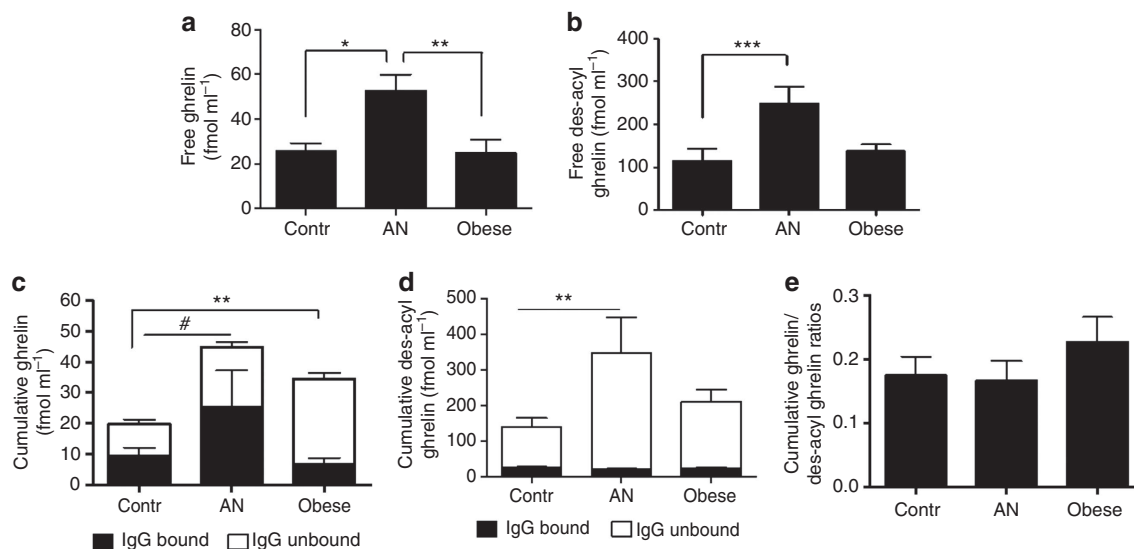 a
Free ghrelin
(fmol ml⁻¹)
80
60
40
20
0
*
**
Contr
AN
Obese
b
Free des-acyl
ghrelin (fmol ml⁻¹)
400
300
200
100
0
***
Contr
AN
Obese
c
Cumulative ghrelin
(fmol ml⁻¹)
60
50
40
30
20
10
0
**
#
Contr
AN
Obese
IgG bound
IgG unbound
d
Cumulative des-acyl
ghrelin (fmol ml⁻¹)
500
400
300
200
100
0
**
Contr
AN
Obese
IgG bound
IgG unbound
e
Cumulative ghrelin/
des-acyl ghrelin ratios
0.3
0.2
0.1
0.0
Contr
AN
Obese